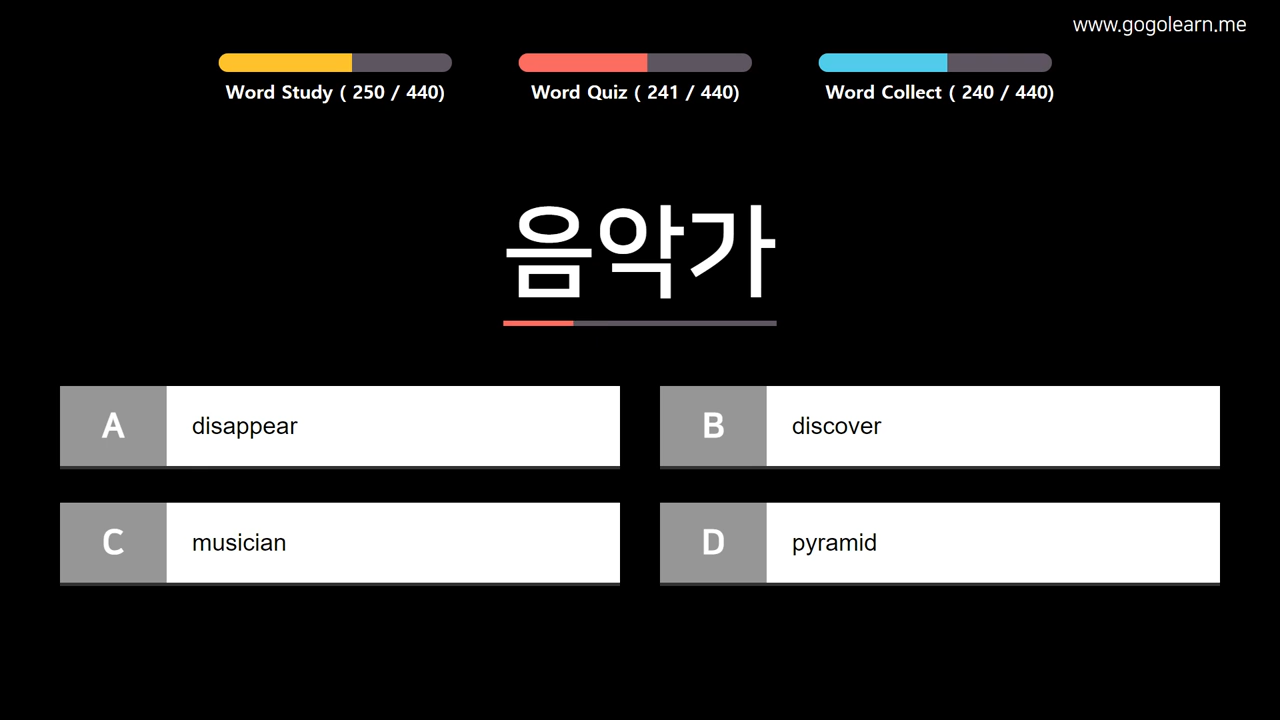 www.gogolearn.me
Word Study ( 250 / 440)
Word Quiz ( 241 / 440)
Word Collect ( 240 / 440)
음악가
A disappear
B discover
C musician
D pyramid